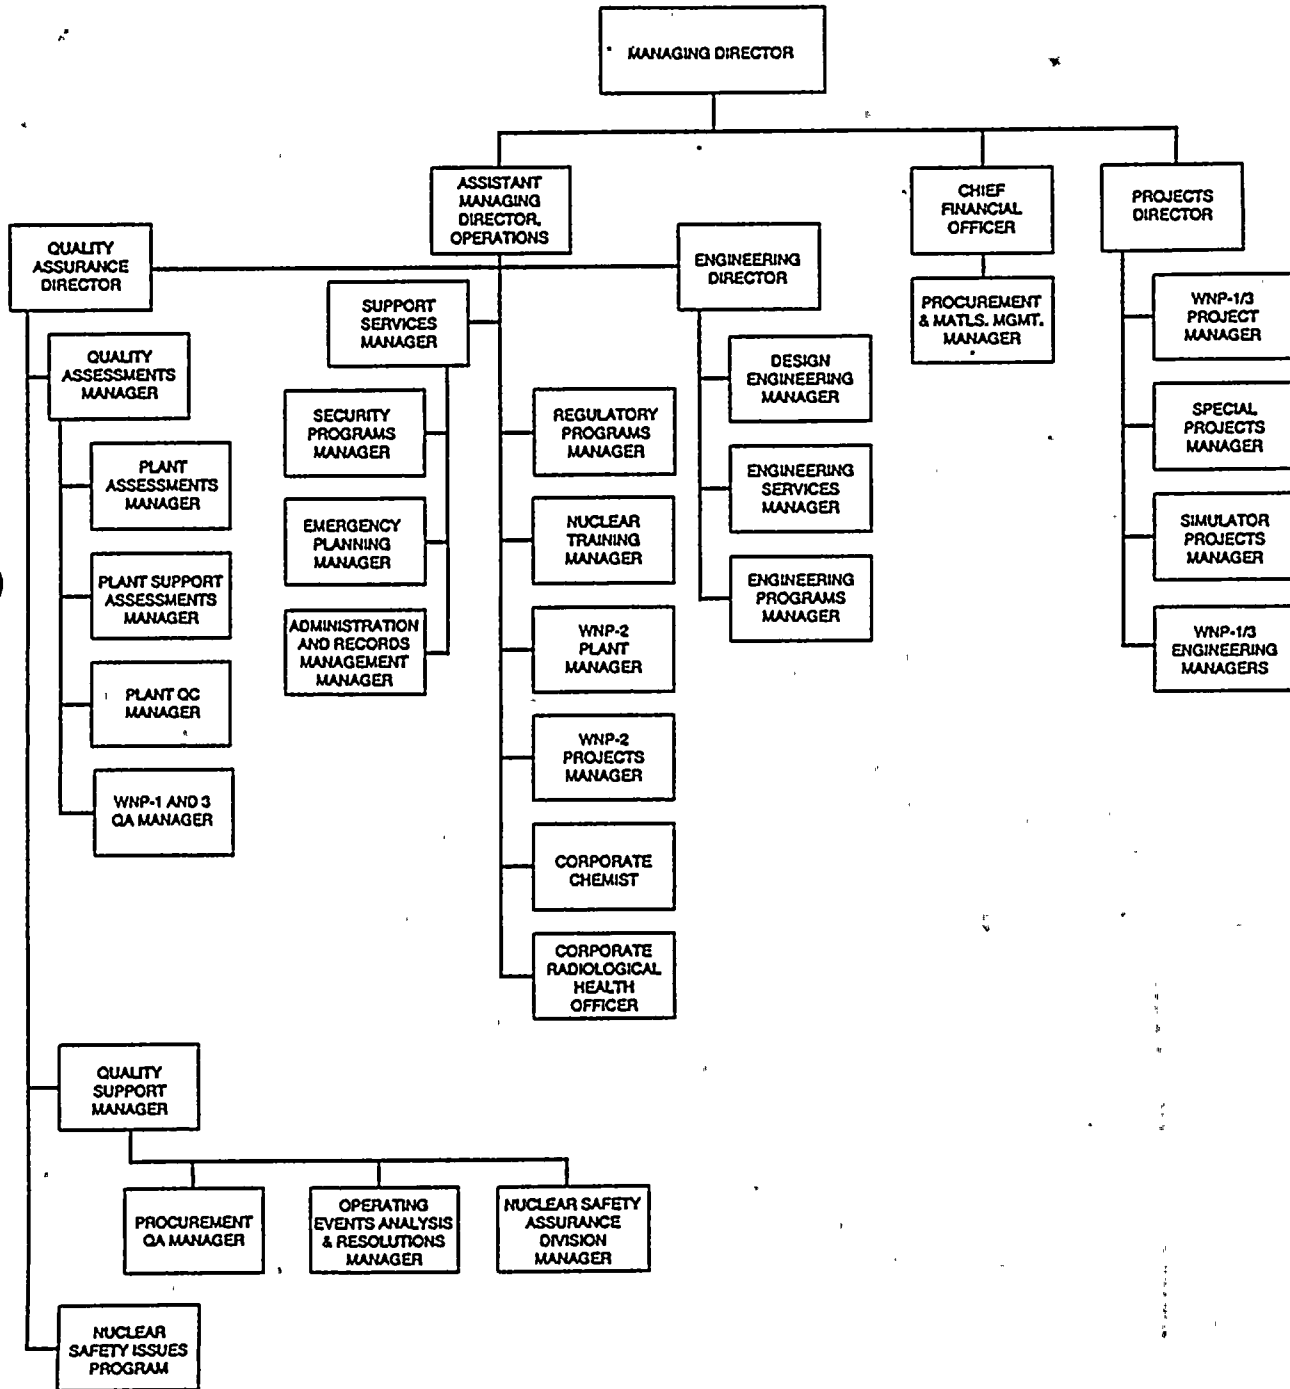 MANAGING DIRECTOR
ASSISTANT
MANAGING
DIRECTOR,
OPERATIONS
CHIEF
FINANCIAL
OFFICER
PROJECTS
DIRECTOR
QUALITY
ASSURANCE
DIRECTOR
ENGINEERING
DIRECTOR
SUPPORT
SERVICES
MANAGER
PROCUREMENT
& MATLS. MGMT.
MANAGER
WNP-1/3
PROJECT
MANAGER
QUALITY
ASSESSMENTS
MANAGER
DESIGN
ENGINEERING
MANAGER
SECURITY
PROGRAMS
MANAGER
REGULATORY
PROGRAMS
MANAGER
SPECIAL
PROJECTS
MANAGER
PLANT
ASSESSMENTS
MANAGER
ENGINEERING
SERVICES
MANAGER
EMERGENCY
PLANNING
MANAGER
NUCLEAR
TRAINING
MANAGER
SIMULATOR
PROJECTS
MANAGER
PLANT SUPPORT
ASSESSMENTS
MANAGER
ENGINEERING
PROGRAMS
MANAGER
ADMINISTRATION
AND RECORDS
MANAGEMENT
MANAGER
WNP-2
PLANT
MANAGER
WNP-1/3
ENGINEERING
MANAGERS
PLANT QC
MANAGER
WNP-2
PROJECTS
MANAGER
WNP-1 AND 3
QA MANAGER
CORPORATE
CHEMIST
CORPORATE
RADIOLOGICAL
HEALTH
OFFICER
QUALITY
SUPPORT
MANAGER
PROCUREMENT
QA MANAGER
OPERATING
EVENTS ANALYSIS
& RESOLUTIONS
MANAGER
NUCLEAR SAFETY
ASSURANCE
DIVISION
MANAGER
NUCLEAR
SAFETY ISSUES
PROGRAM